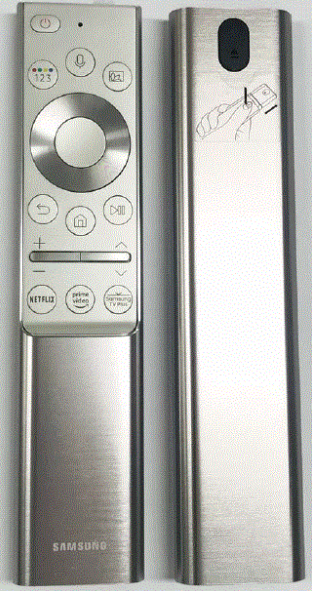 123
NETFLIX
prime
video
Samsung
TV Plus
SAMSUNG